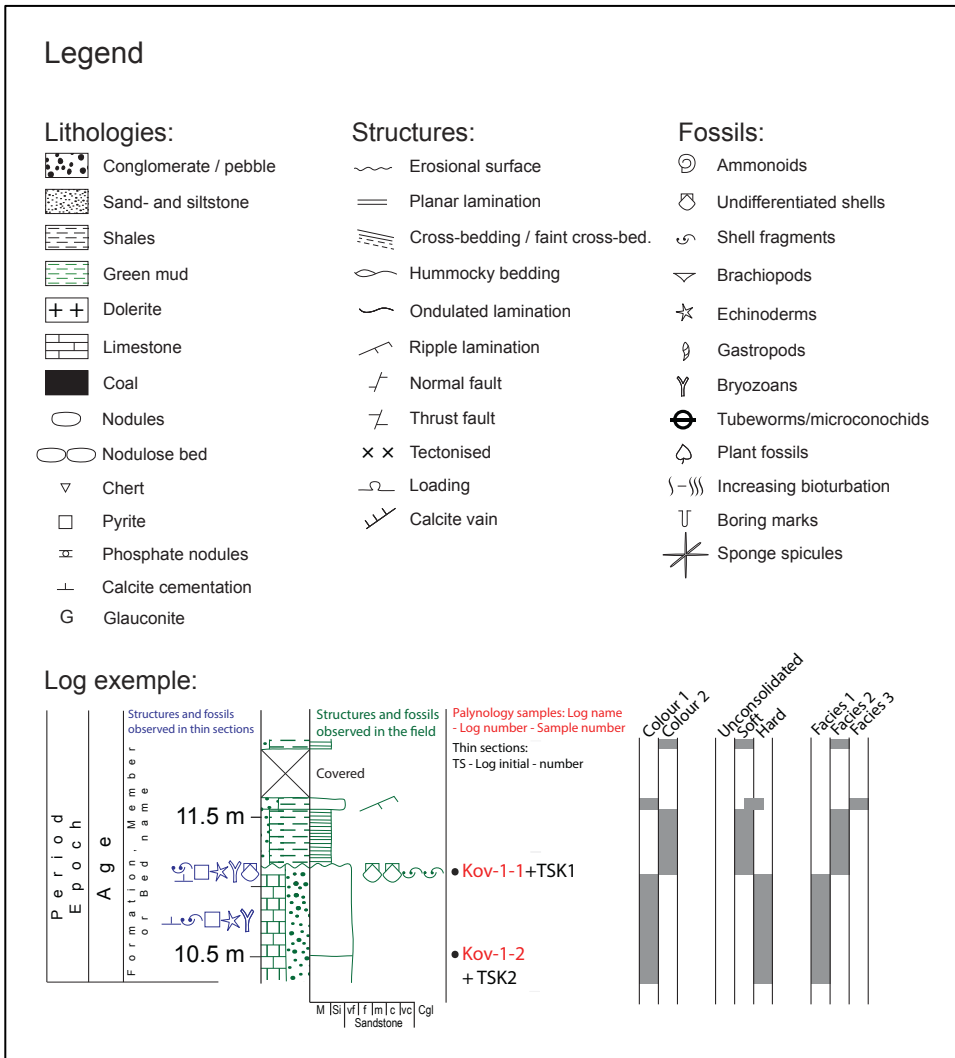 Legend
Lithologies:
Conglomerate / pebble
Sand- and siltstone
Shales
Green mud
Dolerite
Limestone
Coal
Nodules
Nodulose bed
Chert
Pyrite
Phosphate nodules
Calcite cementation
G Glauconite
Structures:
Erosional surface
Planar lamination
Cross-bedding / faint cross-bed.
Hummocky bedding
Ondulated lamination
Ripple lamination
Normal fault
Thrust fault
Tectonised
Loading
Calcite vain
Fossils:
Ammonoids
Undifferentiated shells
Shell fragments
Brachiopods
Echinoderms
Gastropods
Bryozoans
Tubeworms/microconochids
Plant fossils
Increasing bioturbation
Boring marks
Sponge spicules
Log exemple:
Period
Epoch
Age
Formation, Member
or Bed name
Structures and fossils
observed in thin sections
11.5 m
10.5 m
Structures and fossils
observed in the field
Covered
M Si vf f m c vc Cgl
Sandstone
Palynology samples: Log name
- Log number - Sample number
Thin sections:
TS - Log initial - number
Kov-1-1+TSK1
Kov-1-2
+ TSK2
Colour 1
Colour 2
Unconsolidated
Soft
Hard
Facies 1
Facies 2
Facies 3